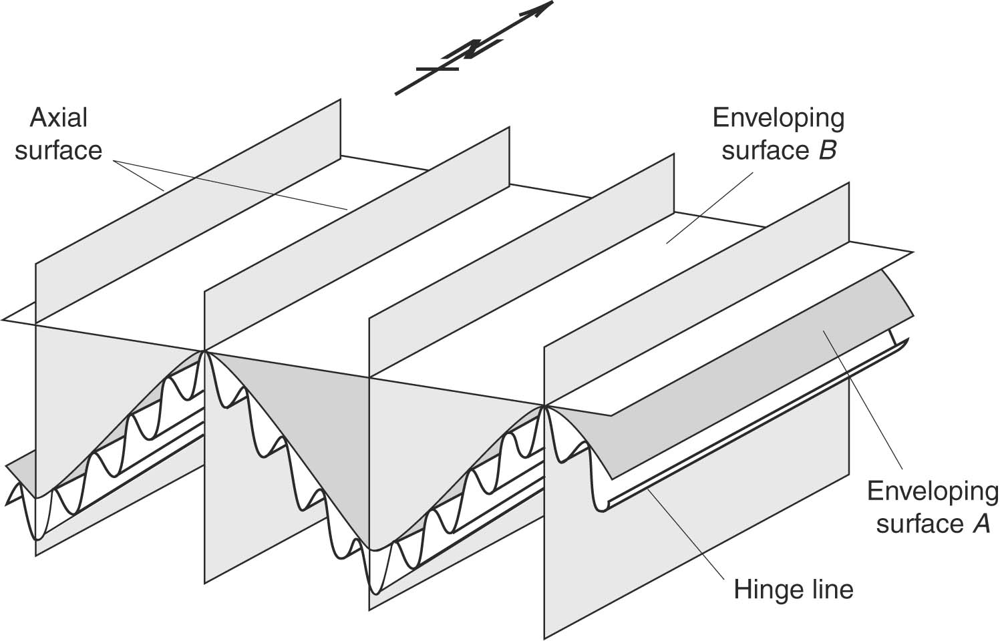 N
Axial
surface
Enveloping
surface B
Enveloping
surface A
Hinge line